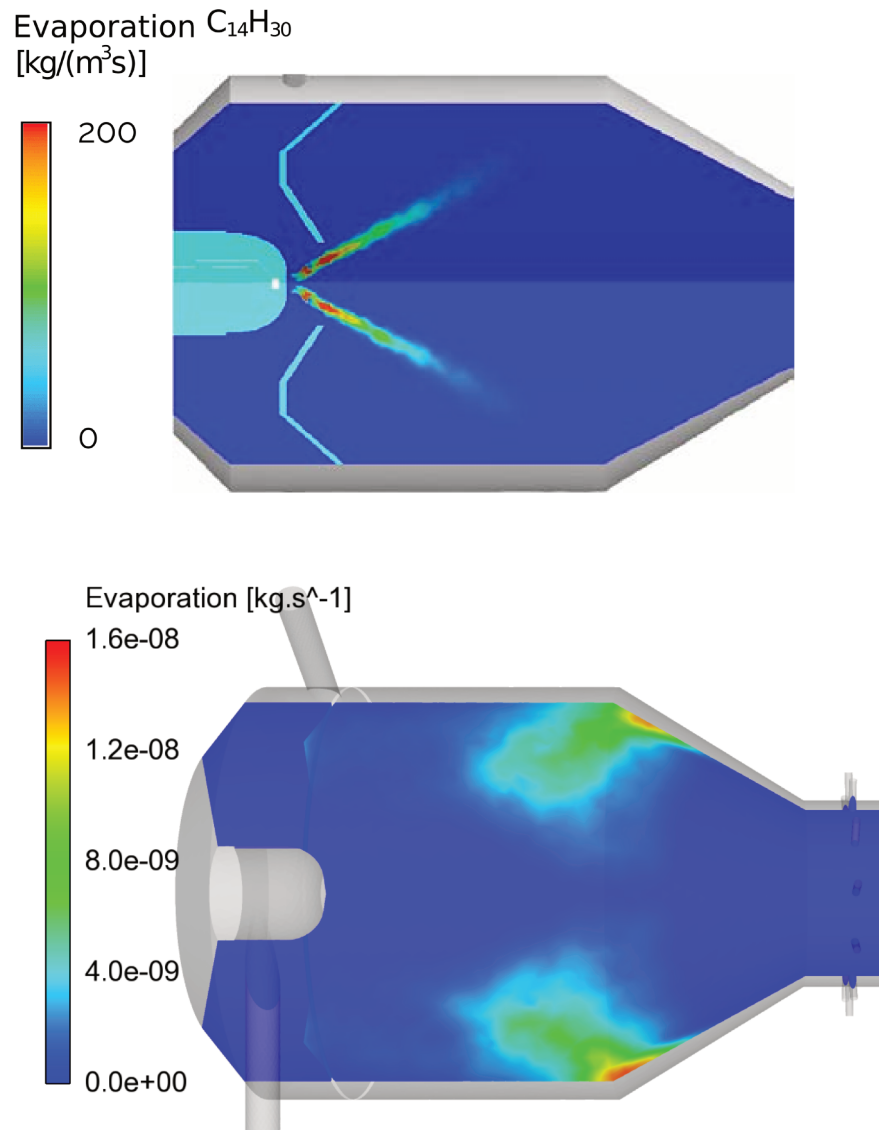 Evaporation C₁₄H₃₀
[kg/(m³s)]
200
0
Evaporation [kg.s^-1]
1.6e-08
1.2e-08
8.0e-09
4.0e-09
0.0e+00